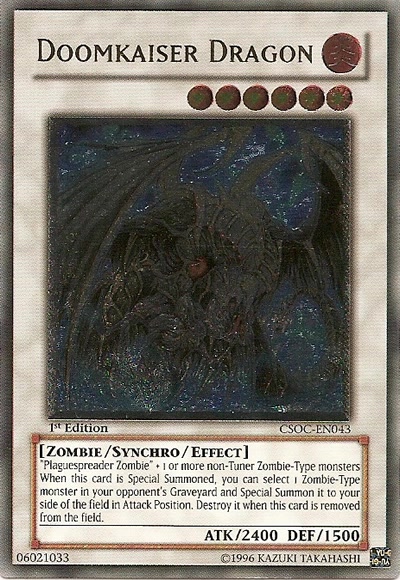 DOOMKAISER DRAGON 炎
1st Edition CSOC-EN043
[ZOMBIE/SYNCHRO/EFFECT]
"Plaguespreader Zombie" + 1 or more non-Tuner Zombie-Type monsters
When this card is Special Summoned, you can select 1 Zombie-Type
monster in your opponent's Graveyard and Special Summon it to your
side of the field in Attack Position. Destroy it when this card is removed
from the field.
ATK/2400 DEF/1500
06021033 ©1996 KAZUKI TAKAHASHI